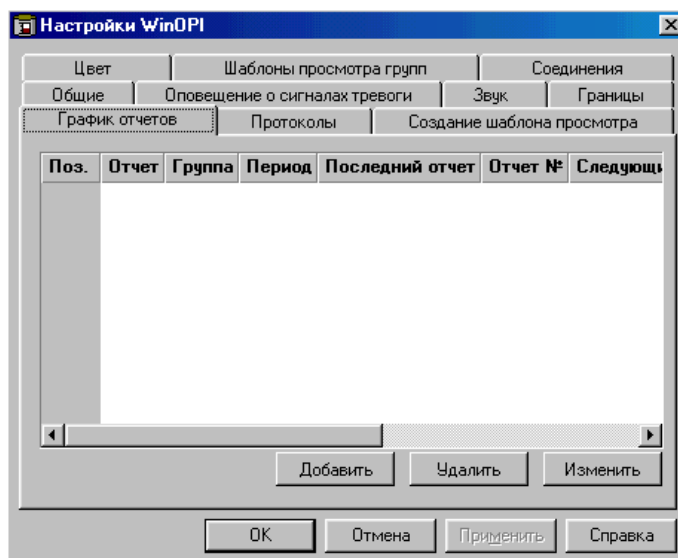 Настройки WinOPI
Цвет Шаблоны просмотра групп Соединения
Общие Оповещение о сигналах тревоги Звук Границы
График отчетов Протоколы Создание шаблона просмотра
Поз. Отчет Группа Период Последний отчет Отчет № Следующи
Добавить Удалить Изменить
OK Отмена Применить Справка